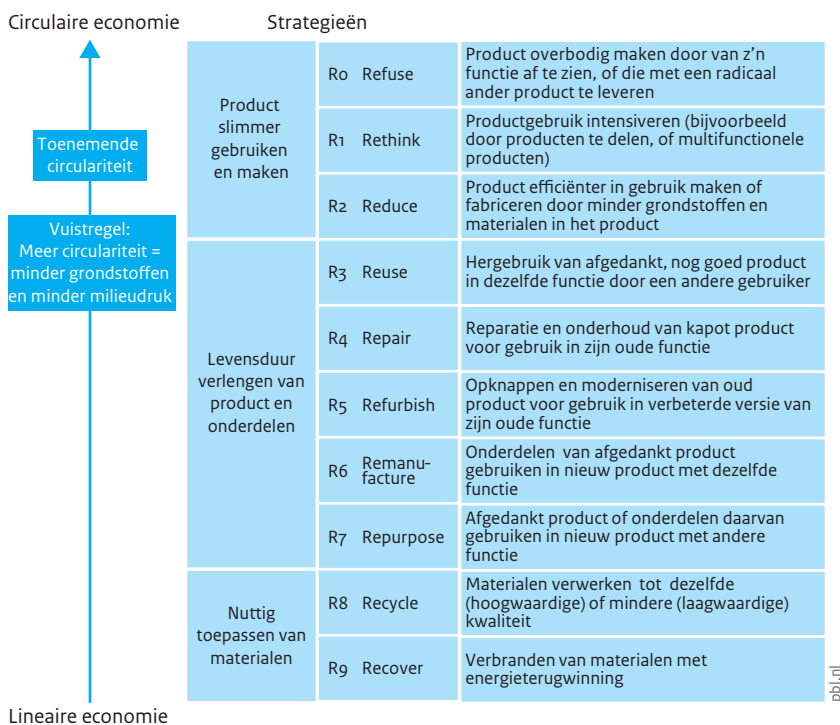 Circulaire economie
Strategieën
Toenemende
circulariteit
Vuistregel:
Meer circulariteit =
minder grondstoffen
en minder milieudruk
Product
slimmer
gebruiken
en maken
R0 Refuse
Product overbodig maken door van z’n
functie af te zien, of die met een radicaal
ander product te leveren
R1 Rethink
Productgebruik intensiveren (bijvoorbeeld
door producten te delen, of multifunctionele
producten)
R2 Reduce
Product efficiënter in gebruik maken of
fabriceren door minder grondstoffen en
materialen in het product
Levensduur
verlengen van
product en
onderdelen
R3 Reuse
Hergebruik van afgedankt, nog goed product
in dezelfde functie door een andere gebruiker
R4 Repair
Reparatie en onderhoud van kapot product
voor gebruik in zijn oude functie
R5 Refurbish
Opknappen en moderniseren van oud
product voor gebruik in verbeterde versie van
zijn oude functie
R6 Remanu-
facture
Onderdelen van afgedankt product
gebruiken in nieuw product met dezelfde
functie
R7 Repurpose
Afgedankt product of onderdelen daarvan
gebruiken in nieuw product met andere
functie
Nuttig
toepassen van
materialen
R8 Recycle
Materialen verwerken tot dezelfde
(hoogwaardige) of mindere (laagwaardige)
kwaliteit
R9 Recover
Verbranden van materialen met
energieterugwinning
Lineaire economie
pbl.nl